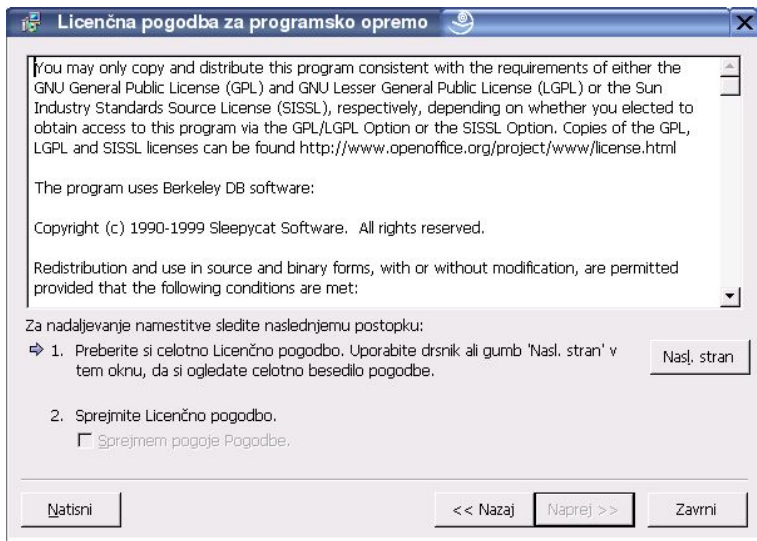 Licenčna pogodba za programsko opremo
You may only copy and distribute this program consistent with the requirements of either the
GNU General Public License (GPL) and GNU Lesser General Public License (LGPL) or the Sun
Industry Standards Source License (SISSL), respectively, depending on whether you elected to
obtain access to this program via the GPL/LGPL Option or the SISSL Option. Copies of the GPL,
LGPL and SISSL licenses can be found http://www.openoffice.org/project/www/license.html
The program uses Berkeley DB software:
Copyright (c) 1990-1999 Sleepycat Software.  All rights reserved.
Redistribution and use in source and binary forms, with or without modification, are permitted
provided that the following conditions are met:
Za nadaljevanje namestitve sledite naslednjemu postopku:
1. Preberite si celotno Licenčno pogodbo. Uporabite drsnik ali gumb 'Nasl. stran' v
tem oknu, da si ogledate celotno besedilo pogodbe.
Nasl. stran
2. Sprejmite Licenčno pogodbo.
Sprejmem pogoje Pogodbe.
Natisni
<< Nazaj
Naprej >>
Zavrni